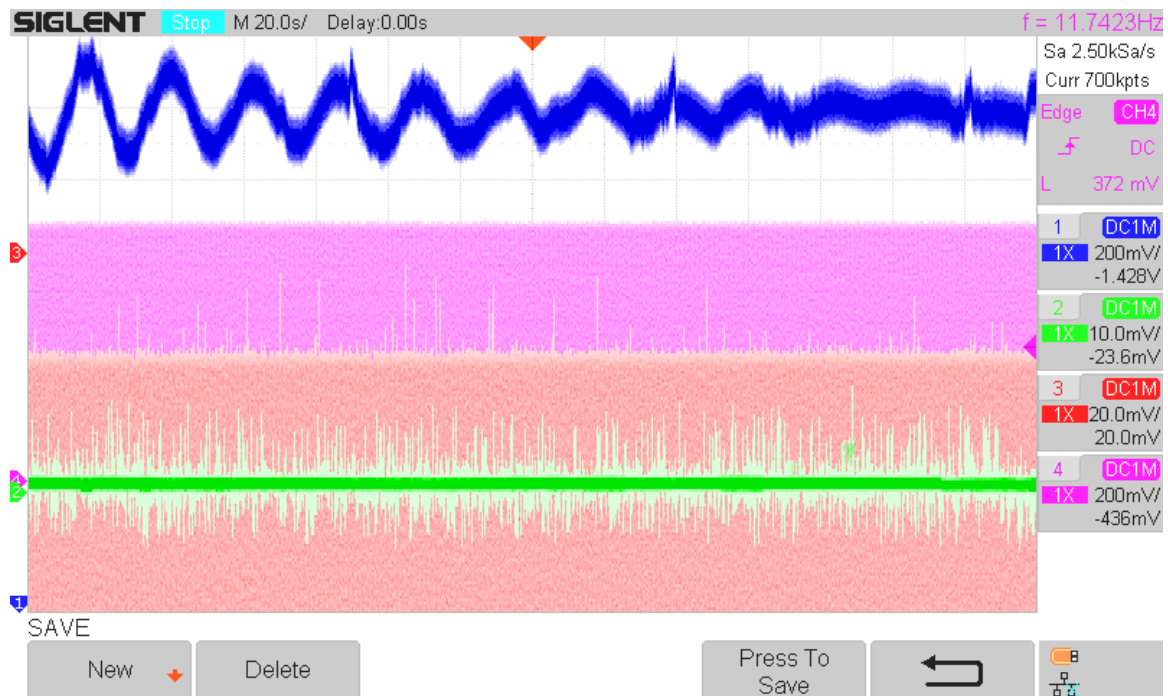 SIGLENT Stop M 20.0s/ Delay:0.00s f = 11.7423Hz
Sa 2.50kSa/s
Curr 700kpts
Edge CH4
DC
L 372 mV
1 DC1M
1X 200mV/
-1.428V
2 DC1M
1X 10.0mV/
-23.6mV
3 DC1M
1X 20.0mV/
20.0mV
4 DC1M
1X 200mV/
-436mV
3
2
1
SAVE
New Delete Press To Save